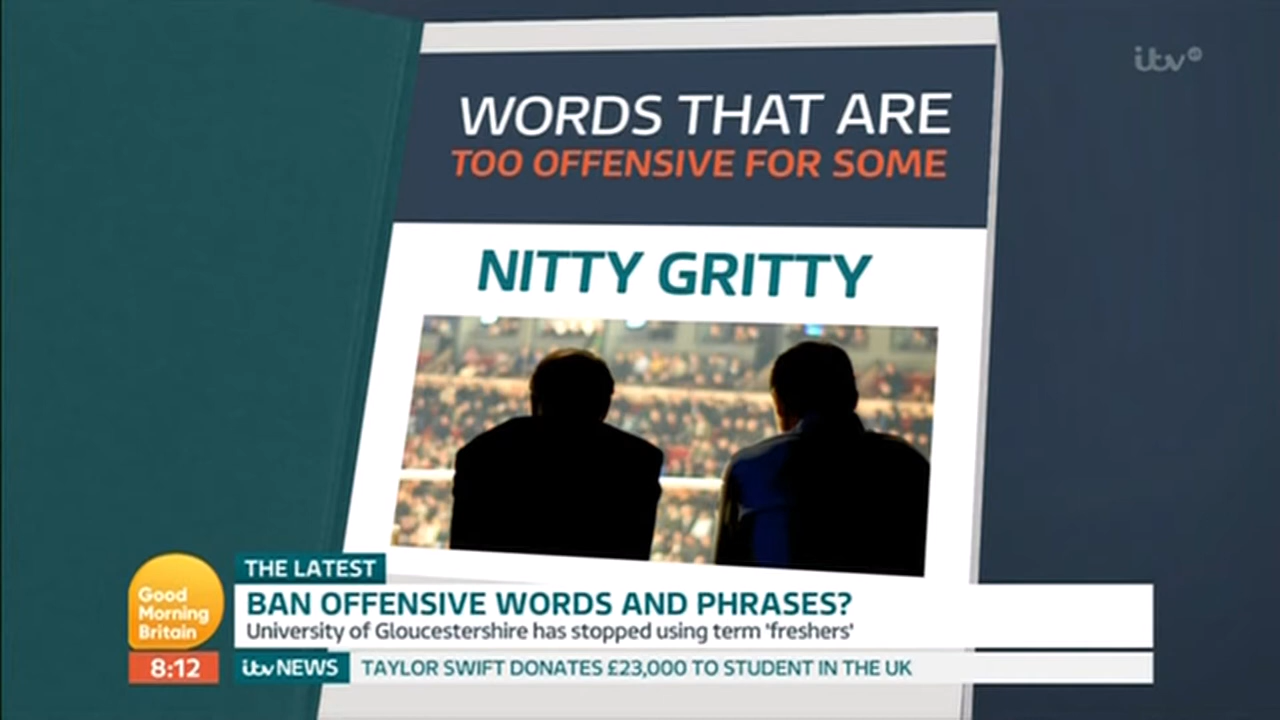 itv
WORDS THAT ARE
TOO OFFENSIVE FOR SOME
NITTY GRITTY
THE LATEST
Good
Morning
Britain
BAN OFFENSIVE WORDS AND PHRASES?
University of Gloucestershire has stopped using term 'freshers'
8:12
itv NEWS
TAYLOR SWIFT DONATES £23,000 TO STUDENT IN THE UK